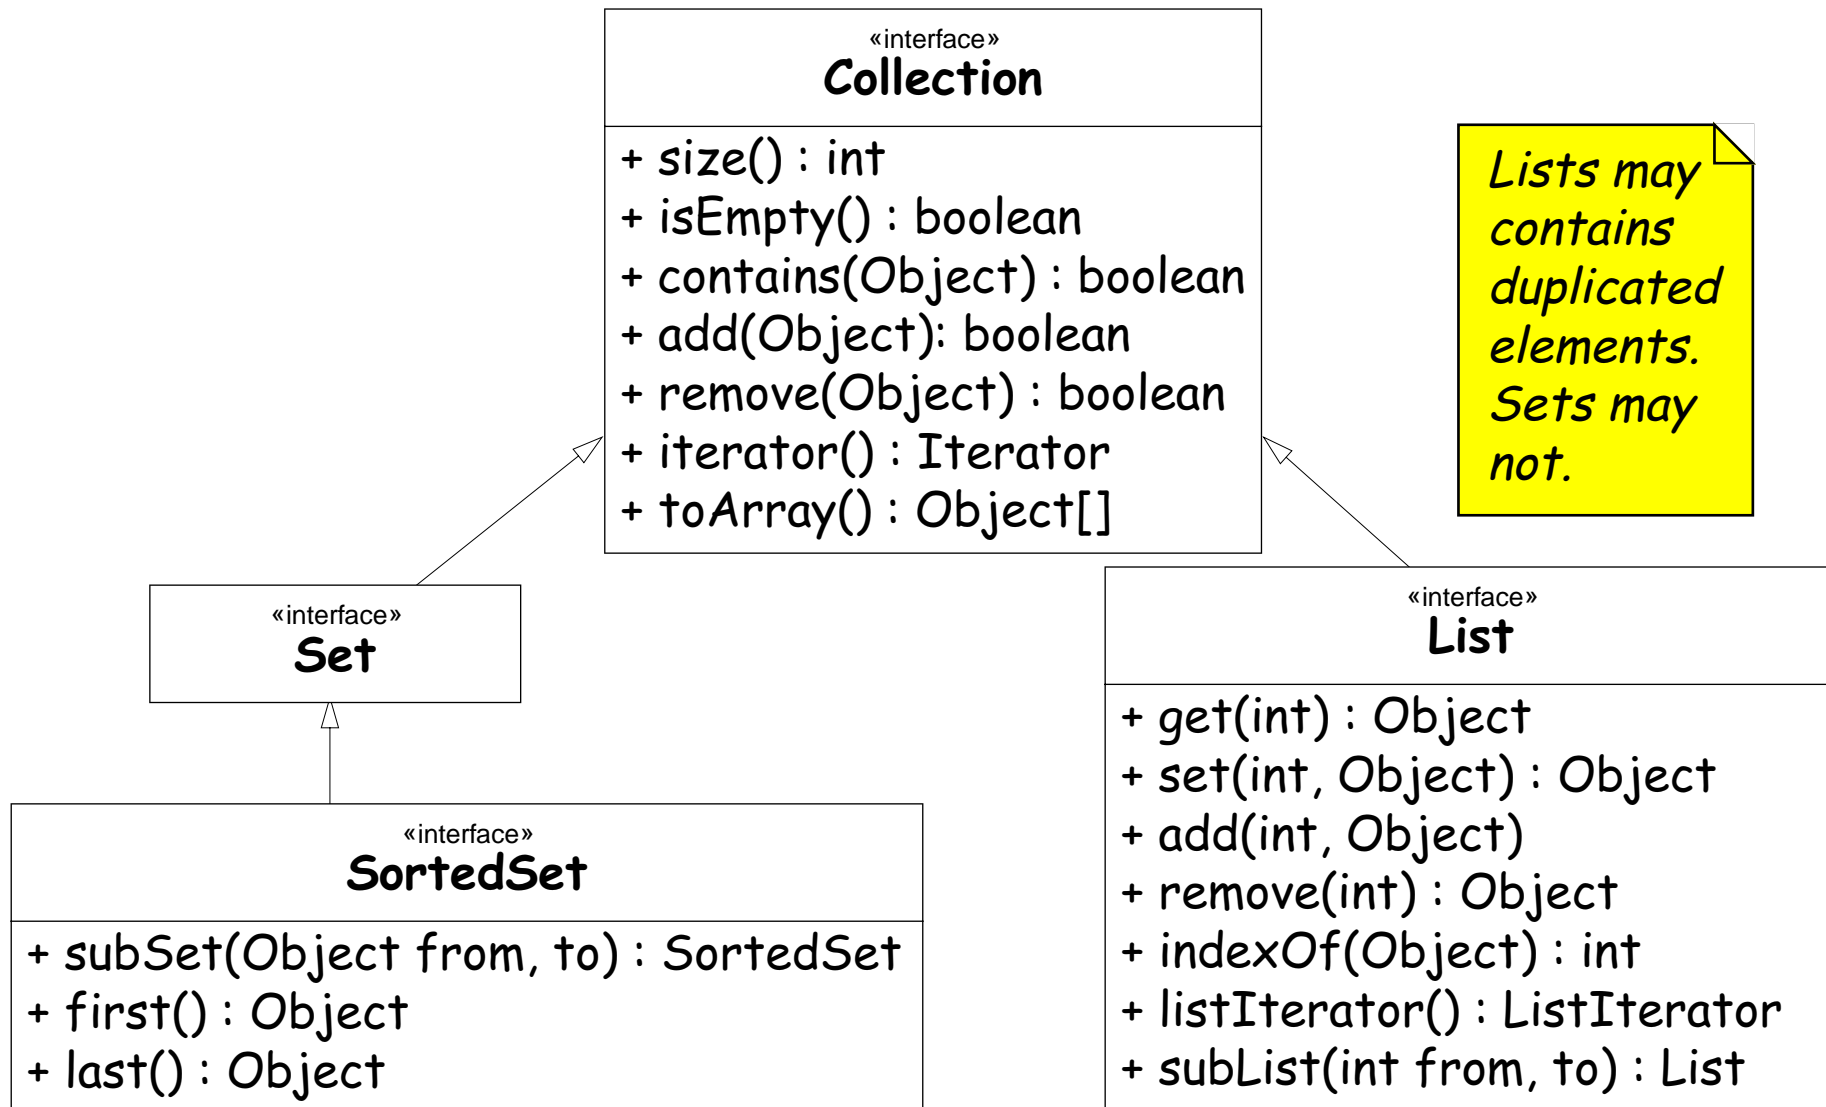 «interface»
Collection
+ size() : int
+ isEmpty() : boolean
+ contains(Object) : boolean
+ add(Object): boolean
+ remove(Object) : boolean
+ iterator() : Iterator
+ toArray() : Object[]
Lists may
contains
duplicated
elements.
Sets may
not.
«interface»
Set
«interface»
List
+ get(int) : Object
+ set(int, Object) : Object
+ add(int, Object)
+ remove(int) : Object
+ indexOf(Object) : int
+ listIterator() : ListIterator
+ subList(int from, to) : List
«interface»
SortedSet
+ subSet(Object from, to) : SortedSet
+ first() : Object
+ last() : Object